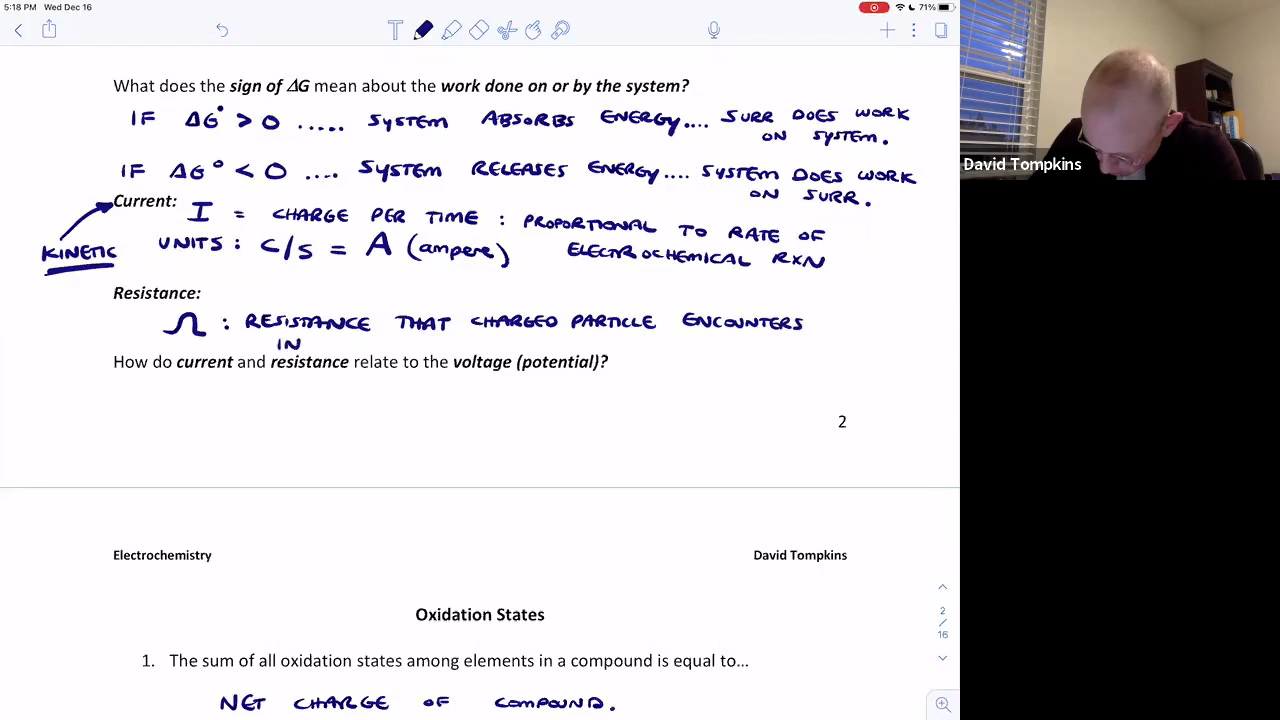 5:18 PM Wed Dec 16
71%
What does the sign of ΔG mean about the work done on or by the system?
IF ΔG° > 0 ..... SYSTEM ABSORBS ENERGY.... SURR DOES WORK
ON SYSTEM.
IF ΔG° < 0 .... SYSTEM RELEASES ENERGY.... SYSTEM DOES WORK
ON SURR.
Current: I = CHARGE PER TIME : PROPORTIONAL TO RATE OF
KINETIC UNITS: C/S = A (ampere) ELECTROCHEMICAL RXN
Resistance:
Ω : RESISTANCE THAT CHARGED PARTICLE ENCOUNTERS
IN
How do current and resistance relate to the voltage (potential)?
2
Electrochemistry David Tompkins
Oxidation States
1. The sum of all oxidation states among elements in a compound is equal to...
NET CHARGE OF COMPOUND.
2
/
16
David Tompkins